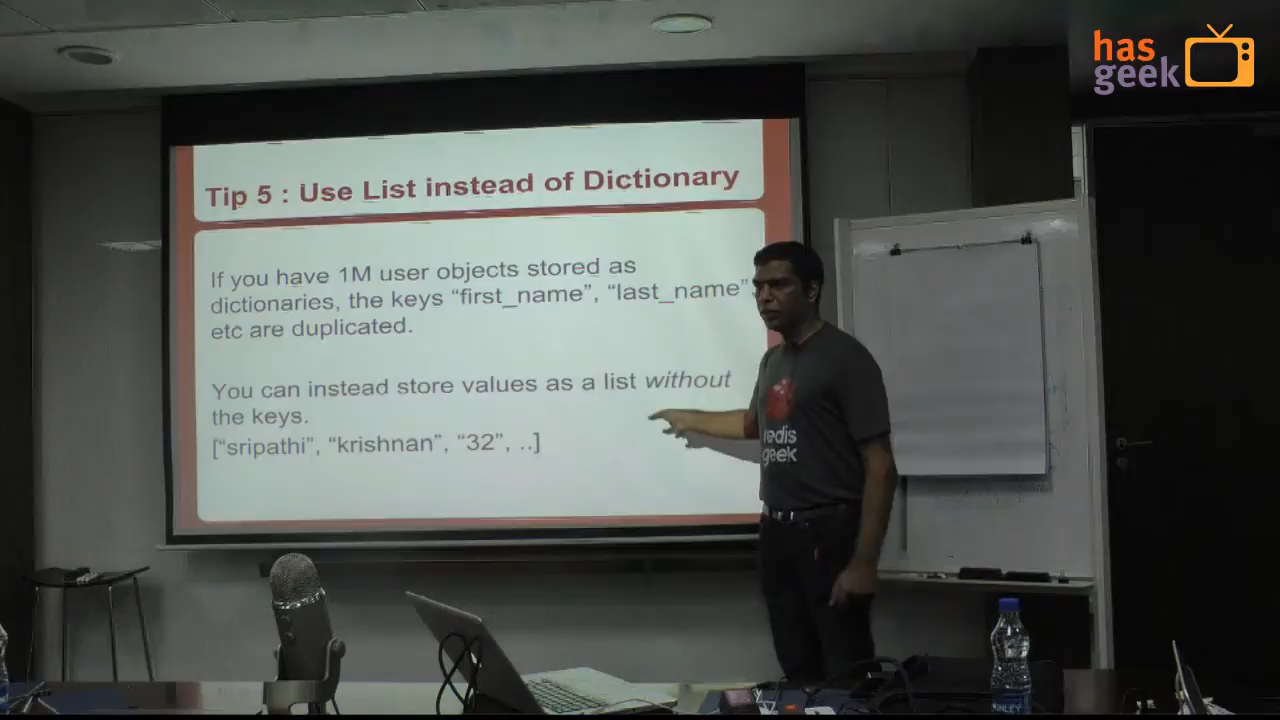 has
geek
Tip 5 : Use List instead of Dictionary
If you have 1M user objects stored as
dictionaries, the keys “first_name”, “last_name”
etc are duplicated.
You can instead store values as a list without
the keys.
[“sripathi”, “krishnan”, “32”, ..]
redis
geek